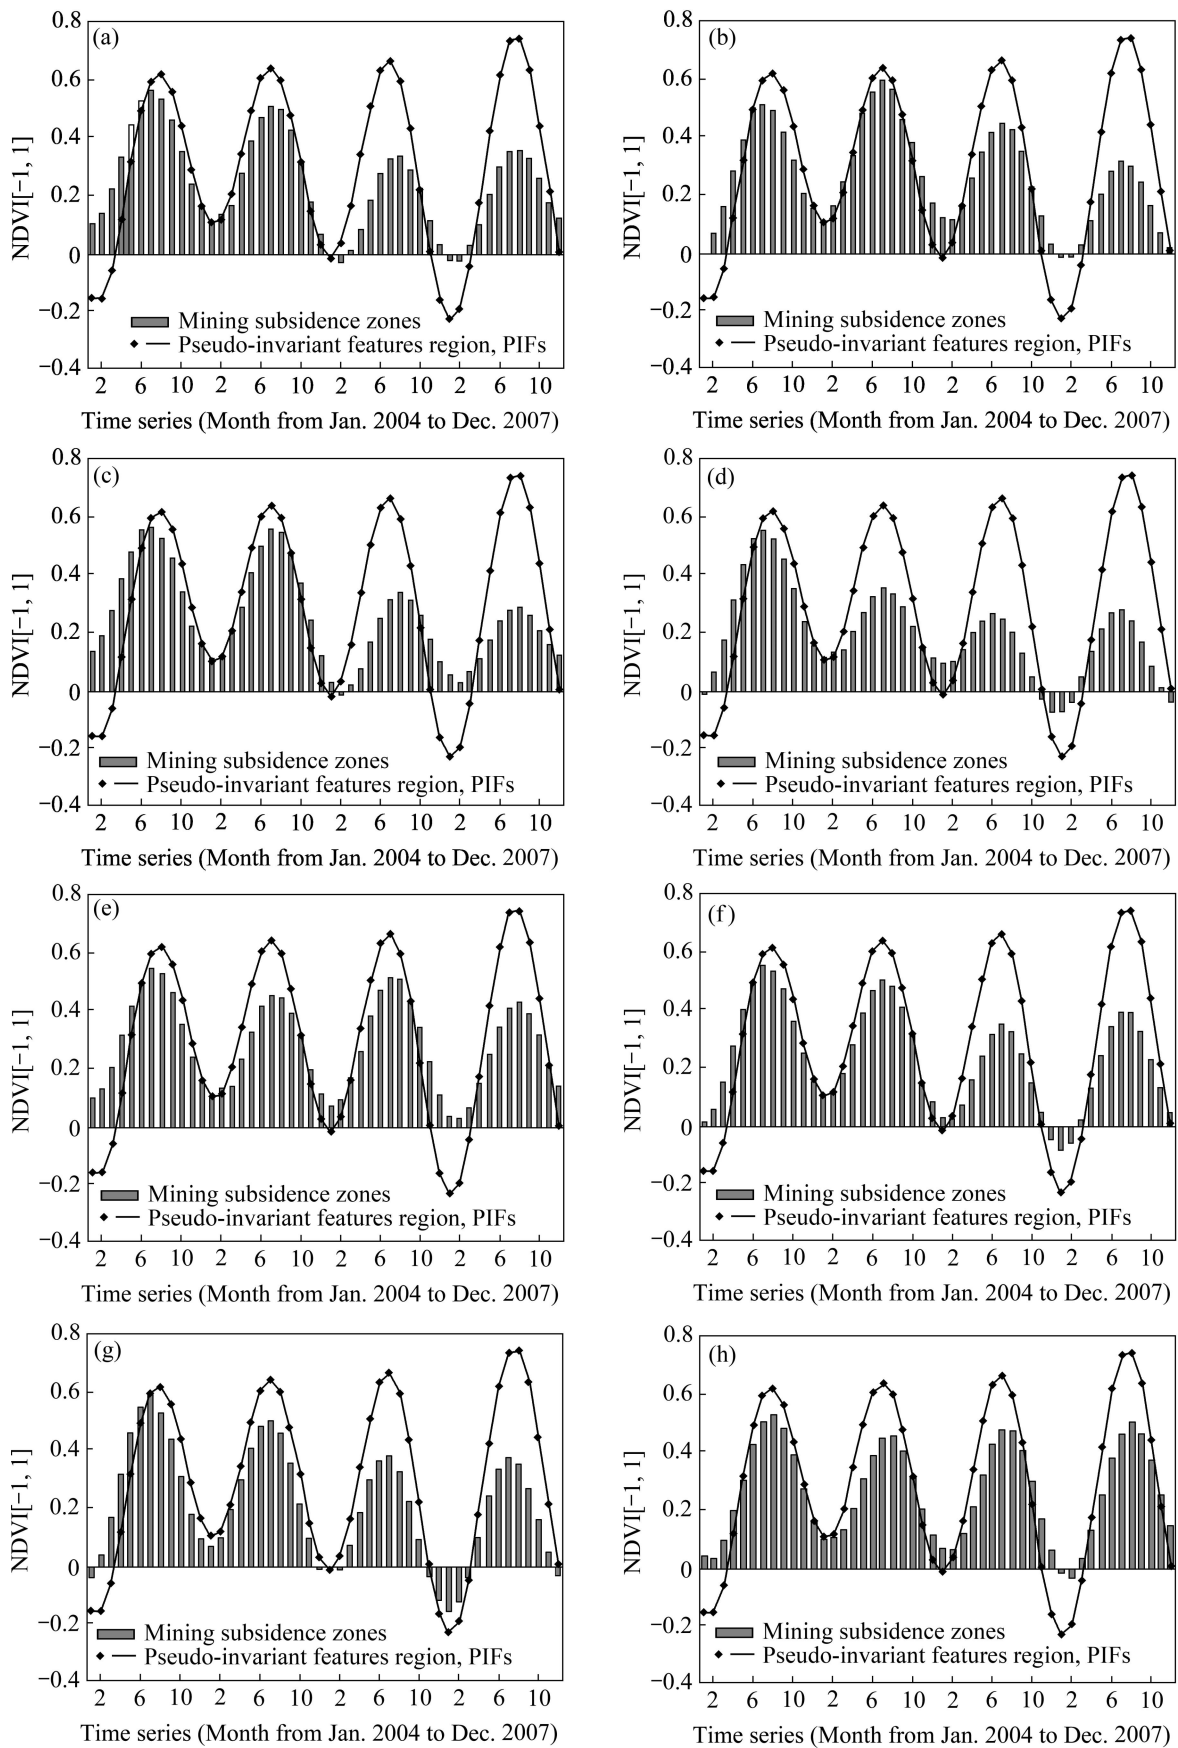 0.8
(a)
0.6
0.4
0.2
0
−0.2
−0.4
NDVI[−1, 1]
Mining subsidence zones
Pseudo-invariant features region, PIFs
2 6 10 2 6 10 2 6 10 2 6 10
Time series (Month from Jan. 2004 to Dec. 2007)
0.8
(b)
0.6
0.4
0.2
0
−0.2
−0.4
NDVI[−1, 1]
Mining subsidence zones
Pseudo-invariant features region, PIFs
2 6 10 2 6 10 2 6 10 2 6 10
Time series (Month from Jan. 2004 to Dec. 2007)
0.8
(c)
0.6
0.4
0.2
0
−0.2
−0.4
NDVI[−1, 1]
Mining subsidence zones
Pseudo-invariant features region, PIFs
2 6 10 2 6 10 2 6 10 2 6 10
Time series (Month from Jan. 2004 to Dec. 2007)
0.8
(d)
0.6
0.4
0.2
0
−0.2
−0.4
NDVI[−1, 1]
Mining subsidence zones
Pseudo-invariant features region, PIFs
2 6 10 2 6 10 2 6 10 2 6 10
Time series (Month from Jan. 2004 to Dec. 2007)
0.8
(e)
0.6
0.4
0.2
0
−0.2
−0.4
NDVI[−1, 1]
Mining subsidence zones
Pseudo-invariant features region, PIFs
2 6 10 2 6 10 2 6 10 2 6 10
Time series (Month from Jan. 2004 to Dec. 2007)
0.8
(f)
0.6
0.4
0.2
0
−0.2
−0.4
NDVI[−1, 1]
Mining subsidence zones
Pseudo-invariant features region, PIFs
2 6 10 2 6 10 2 6 10 2 6 10
Time series (Month from Jan. 2004 to Dec. 2007)
0.8
(g)
0.6
0.4
0.2
0
−0.2
−0.4
NDVI[−1, 1]
Mining subsidence zones
Pseudo-invariant features region, PIFs
2 6 10 2 6 10 2 6 10 2 6 10
Time series (Month from Jan. 2004 to Dec. 2007)
0.8
(h)
0.6
0.4
0.2
0
−0.2
−0.4
NDVI[−1, 1]
Mining subsidence zones
Pseudo-invariant features region, PIFs
2 6 10 2 6 10 2 6 10 2 6 10
Time series (Month from Jan. 2004 to Dec. 2007)